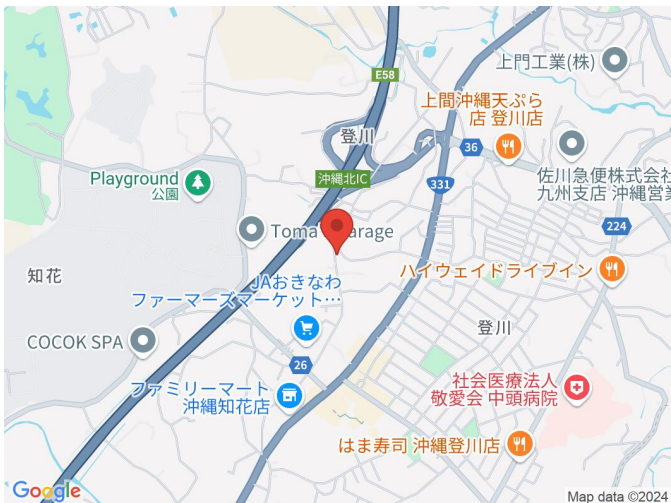 E58
上門工業(株)
登川
上間沖縄天ぷら
店 登川店
36
沖縄北IC
331
佐川急便株式会社
九州支店 沖縄営業
Playground
公園
224
Toma
arage
ハイウェイドライブイン
知花
JAおきなわ
ファーマーズマーケット…
登川
COCOK SPA
26
ファミリーマート
沖縄知花店
社会医療法人
敬愛会 中頭病院
はま寿司 沖縄登川店
Google
Map data ©2024